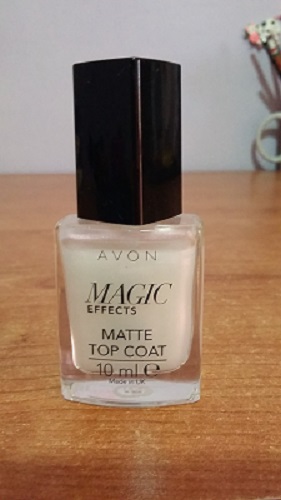 AVON
MAGIC
EFFECTS
MATTE
TOP COAT
10 ml e
Made in UK